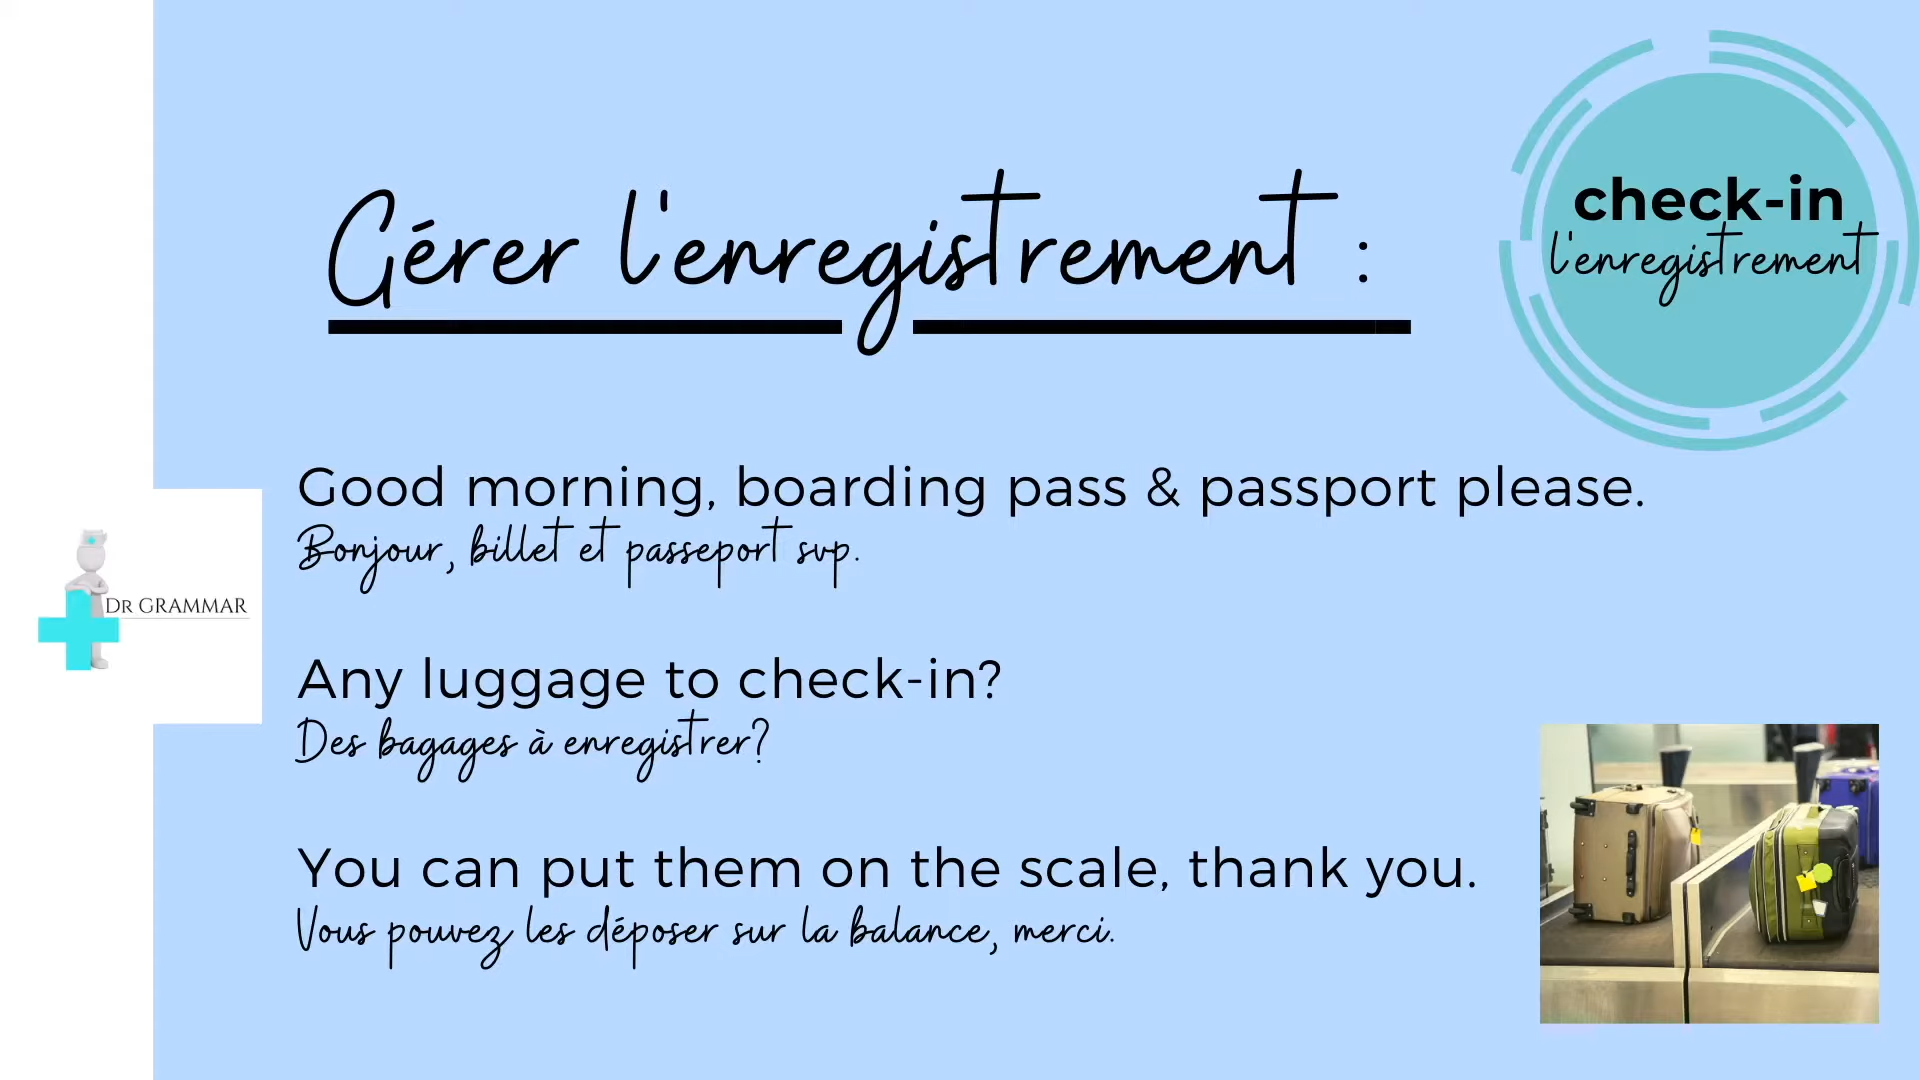 check-in
l'enregistrement
Gérer l'enregistrement :
Good morning, boarding pass & passport please.
Bonjour, billet et passeport svp.
DR GRAMMAR
Any luggage to check-in?
Des bagages à enregistrer?
You can put them on the scale, thank you.
Vous pouvez les déposer sur la balance, merci.